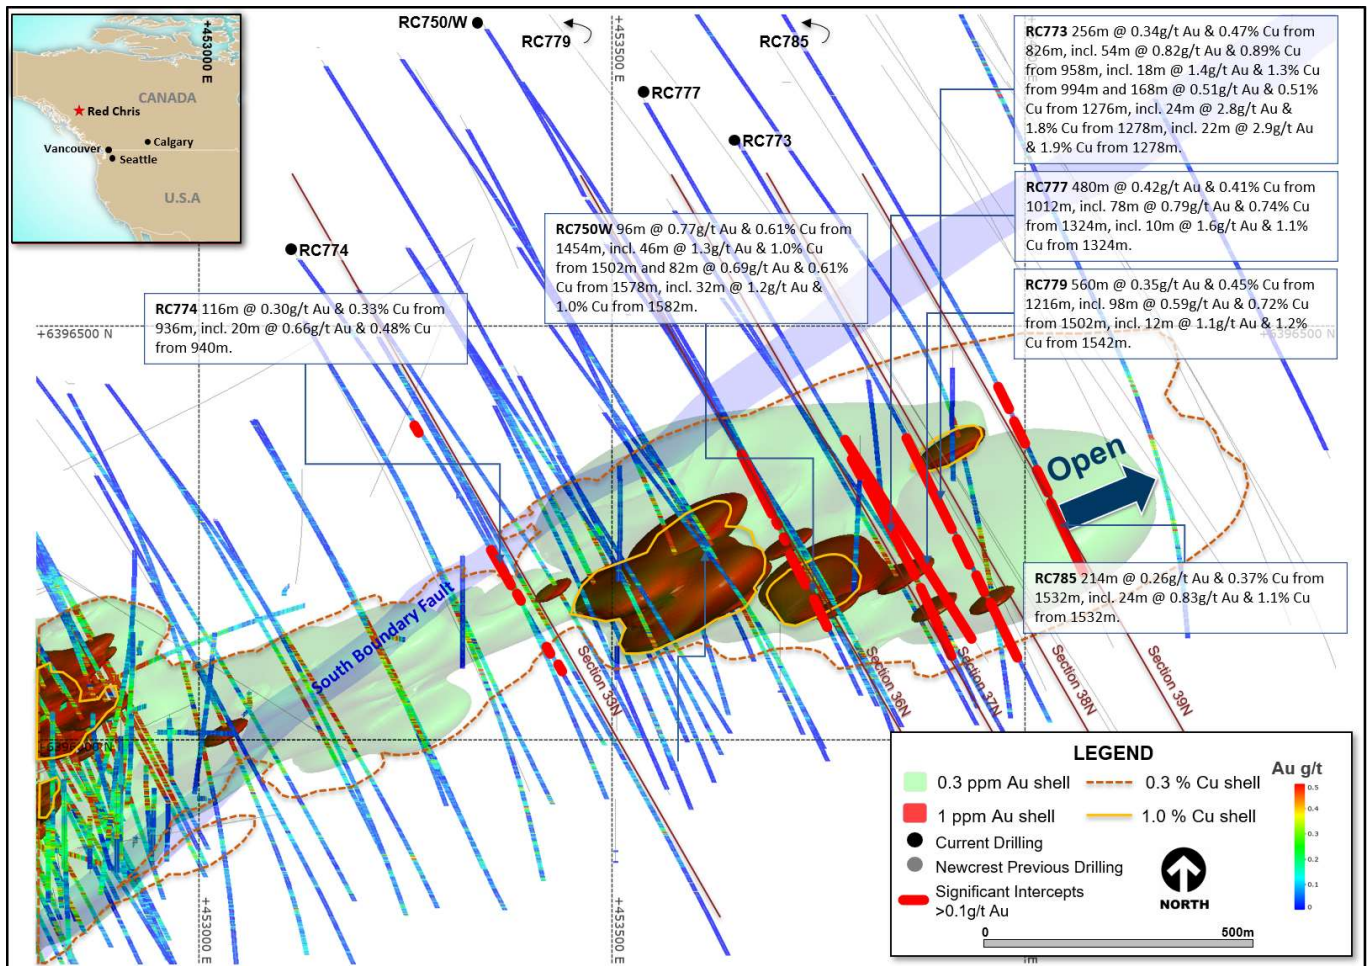 +453000 E
CANADA
Red Chris
Calgary
Vancouver
Seattle
U.S.A
RC750/W
RC779
+453500 E
RC785
RC777
RC773
RC774
RC773 256m @ 0.34g/t Au & 0.47% Cu from
826m, incl. 54m @ 0.82g/t Au & 0.89% Cu
from 958m, incl. 18m @ 1.4g/t Au & 1.3% Cu
from 994m and 168m @ 0.51g/t Au & 0.51%
Cu from 1276m, incl. 24m @ 2.8g/t Au &
1.8% Cu from 1278m, incl. 22m @ 2.9g/t Au
& 1.9% Cu from 1278m.
RC777 480m @ 0.42g/t Au & 0.41% Cu from
1012m, incl. 78m @ 0.79g/t Au & 0.74% Cu
from 1324m, incl. 10m @ 1.6g/t Au & 1.1%
Cu from 1324m.
RC750W 96m @ 0.77g/t Au & 0.61% Cu from
1454m, incl. 46m @ 1.3g/t Au & 1.0% Cu
from 1502m and 82m @ 0.69g/t Au & 0.61%
Cu from 1578m, incl. 32m @ 1.2g/t Au &
1.0% Cu from 1582m.
RC779 560m @ 0.35g/t Au & 0.45% Cu from
1216m, incl. 98m @ 0.59g/t Au & 0.72% Cu
from 1502m, incl. 12m @ 1.1g/t Au & 1.2%
Cu from 1542m.
RC774 116m @ 0.30g/t Au & 0.33% Cu from
936m, incl. 20m @ 0.66g/t Au & 0.48% Cu
from 940m.
+6396500 N
+6396500 N
Open
RC785 214m @ 0.26g/t Au & 0.37% Cu from
1532m, incl. 24m @ 0.83g/t Au & 1.1% Cu
from 1532m.
South Boundary Fault
Section 33N
Section 36N
Section 37N
Section 38N
Section 39N
+6396000 N
+453000 E
+453500 E
LEGEND
0.3 ppm Au shell
0.3 % Cu shell
1 ppm Au shell
1.0 % Cu shell
Current Drilling
Newcrest Previous Drilling
Significant Intercepts
>0.1g/t Au
NORTH
Au g/t
0.5
0.4
0.3
0.2
0.1
0
0 500m